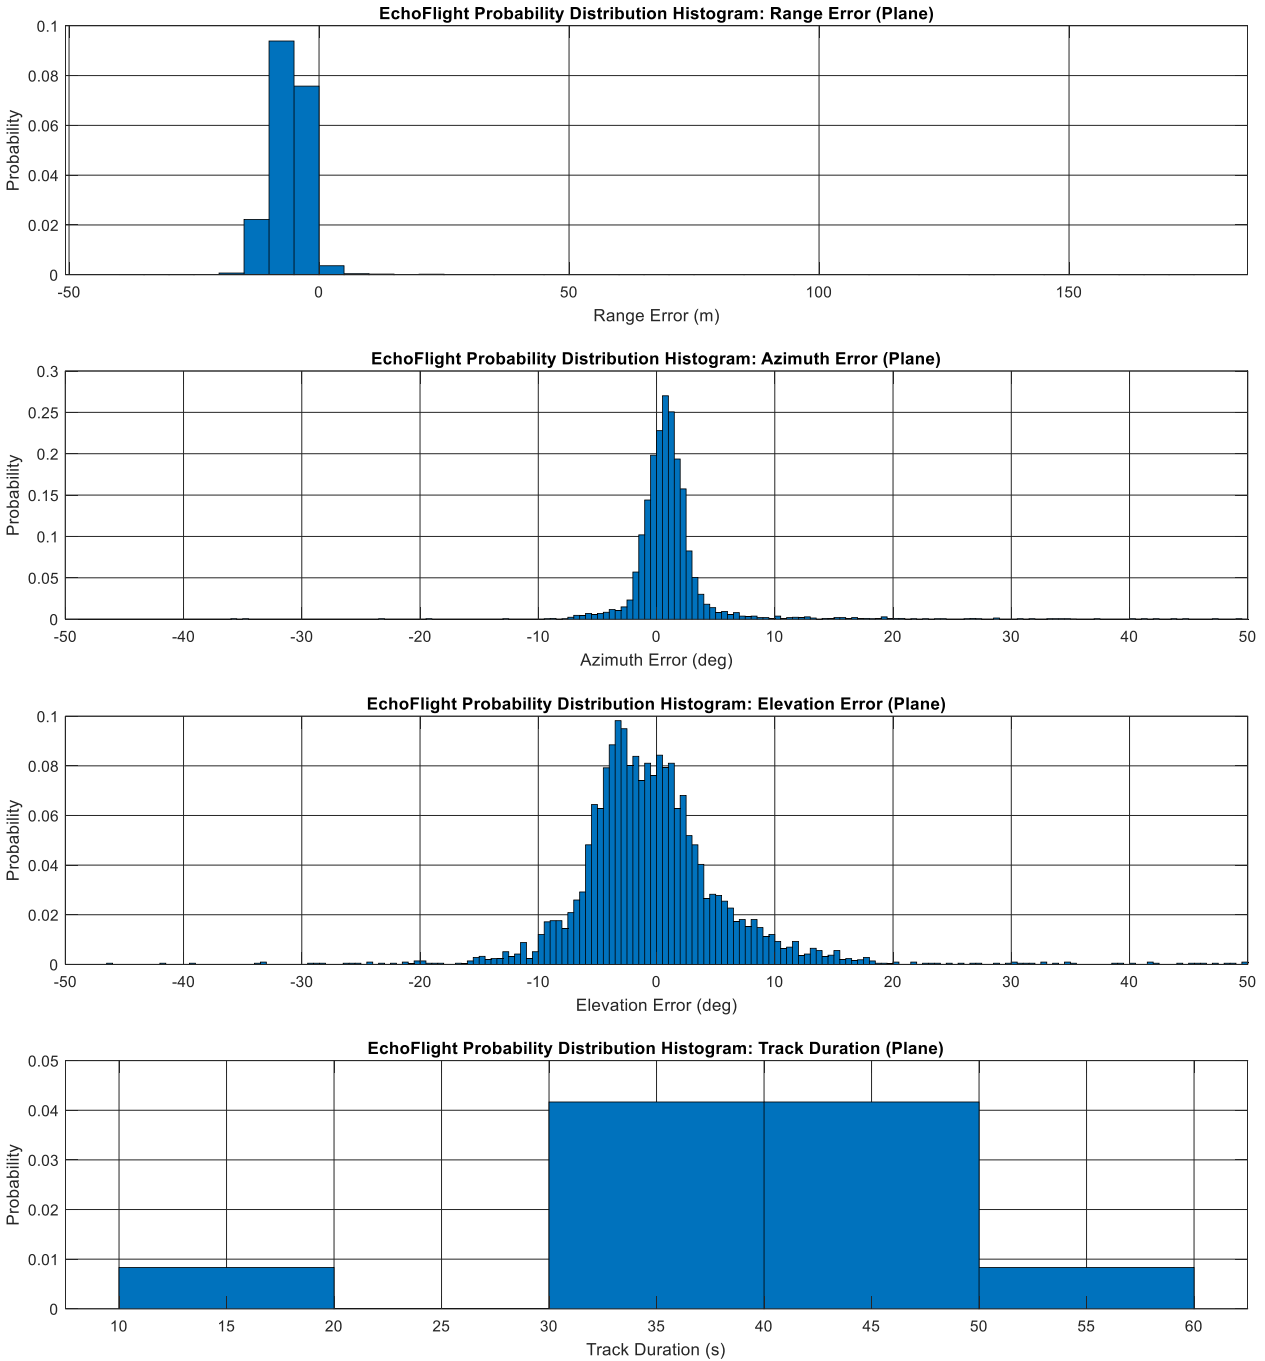 EchoFlight Probability Distribution Histogram: Range Error (Plane)
0.1
0.08
0.06
0.04
0.02
0
Probability
-50 0 50 100 150
Range Error (m)
EchoFlight Probability Distribution Histogram: Azimuth Error (Plane)
0.3
0.25
0.2
0.15
0.1
0.05
0
Probability
-50 -40 -30 -20 -10 0 10 20 30 40 50
Azimuth Error (deg)
EchoFlight Probability Distribution Histogram: Elevation Error (Plane)
0.1
0.08
0.06
0.04
0.02
0
Probability
-50 -40 -30 -20 -10 0 10 20 30 40 50
Elevation Error (deg)
EchoFlight Probability Distribution Histogram: Track Duration (Plane)
0.05
0.04
0.03
0.02
0.01
0
Probability
10 15 20 25 30 35 40 45 50 55 60
Track Duration (s)